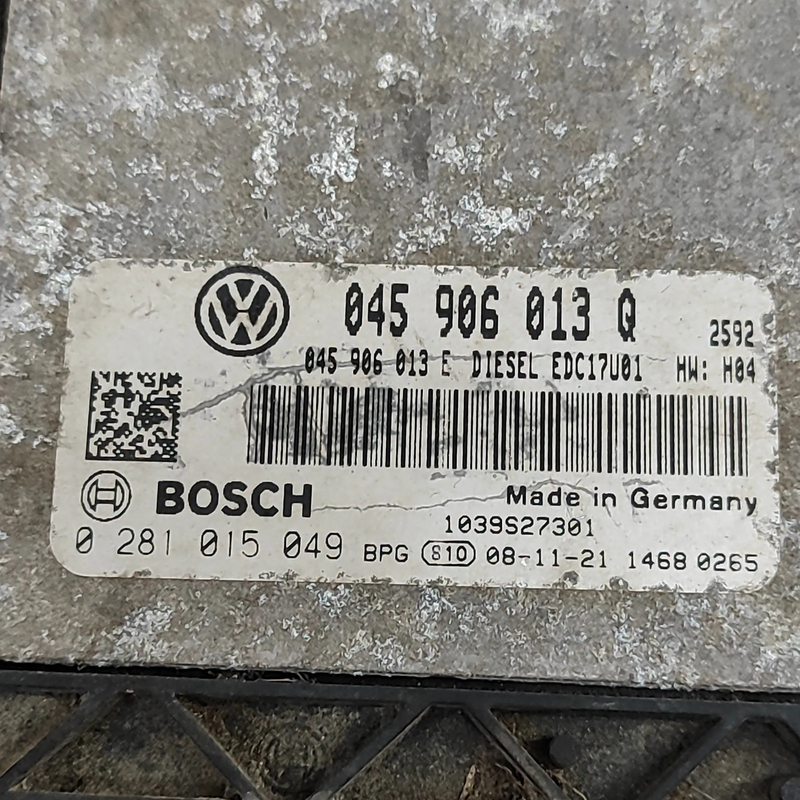 045 906 013 Q
2592
045 906 013 E DIESEL EDC17U01 HW: H04
BOSCH
Made in Germany
1039S27301
0 281 015 049 BPG 810 08-11-21 1468 0265